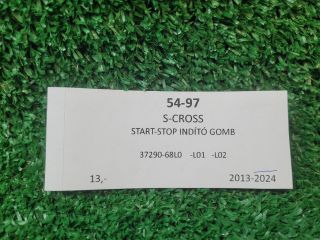 54-97
S-CROSS
START-STOP INDÍTÓ GOMB
37290-68L0 -L01 -L02
13,- 2013-2024